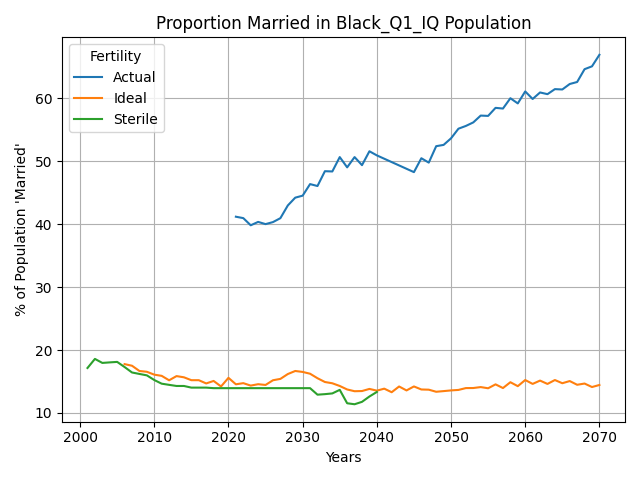 Proportion Married in Black_Q1_IQ Population
Fertility
Actual
Ideal
Sterile
% of Population 'Married'
60
50
40
30
20
10
2000 2010 2020 2030 2040 2050 2060 2070
Years